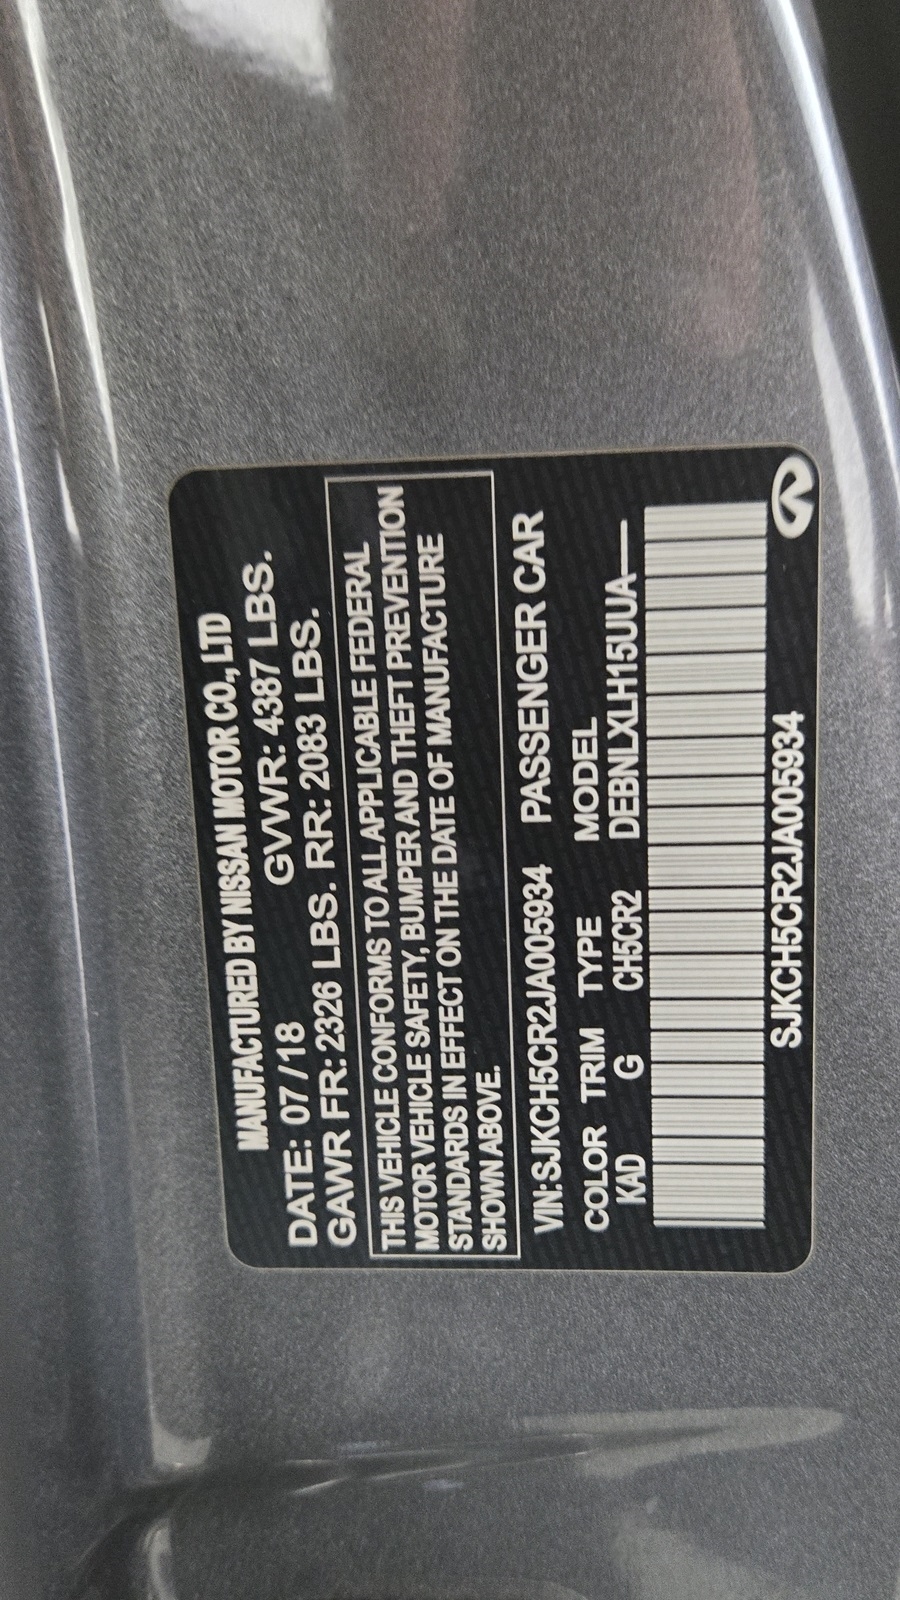 MANUFACTURED BY NISSAN MOTOR CO., LTD
DATE: 07/18 GVWR: 4387 LBS.
GAWR FR: 2326 LBS. RR: 2083 LBS.
THIS VEHICLE CONFORMS TO ALL APPLICABLE FEDERAL
MOTOR VEHICLE SAFETY, BUMPER AND THEFT PREVENTION
STANDARDS IN EFFECT ON THE DATE OF MANUFACTURE
SHOWN ABOVE.
VIN: SJKCH5CR2JA005934 PASSENGER CAR
COLOR TRIM TYPE MODEL
KAD G CH5CR2 DEBNLXLH15UUA—
SJKCH5CR2JA005934